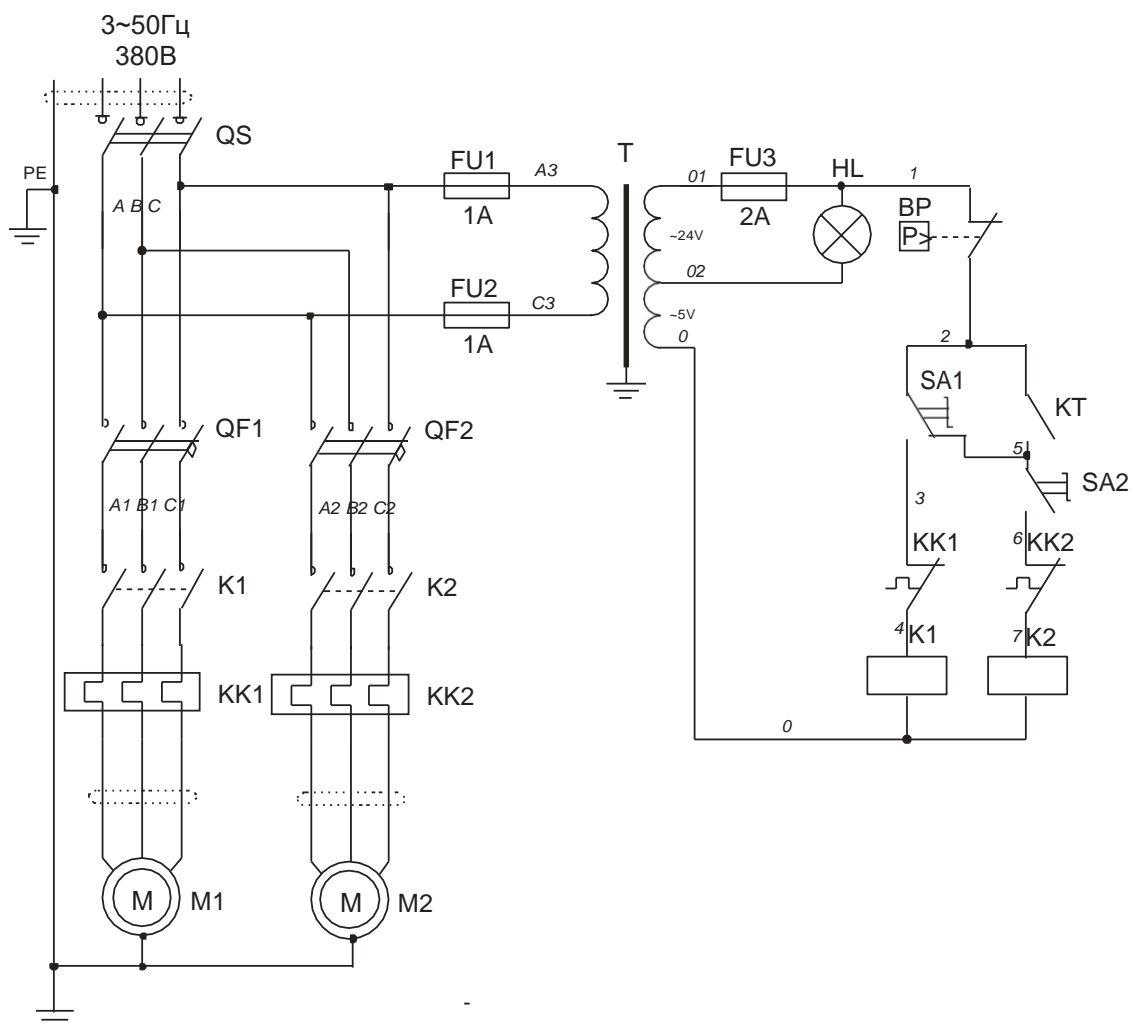 3~50Гц
380В
QS
PE
A B C
FU1
1A
A3
T
01
FU3
2A
HL
1
BP
P>
~24V
02
FU2
1A
C3
~5V
0
2
SA1
KT
QF1
QF2
5
SA2
A1 B1 C1
A2 B2 C2
3
KK1
6
KK2
K1
K2
4
K1
7
K2
KK1
KK2
0
M
M1
M
M2
-